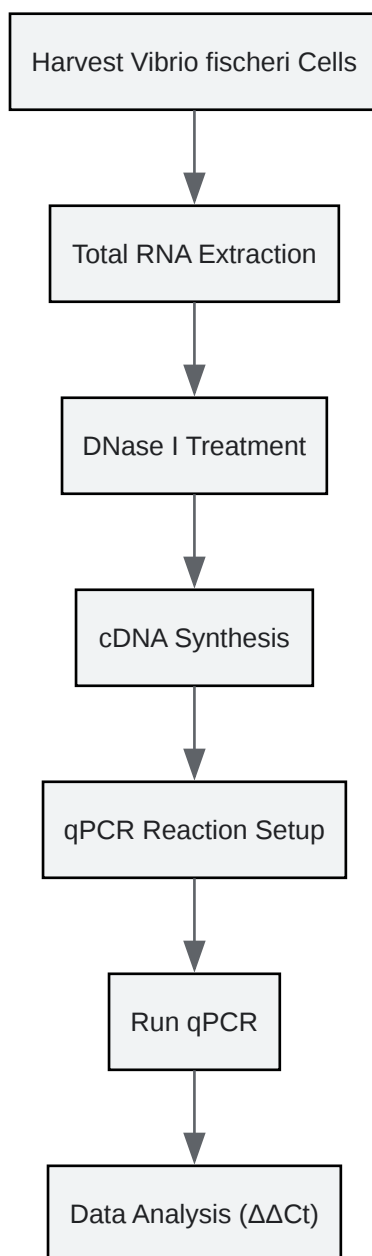 Harvest Vibrio fischeri Cells
Total RNA Extraction
DNase I Treatment
cDNA Synthesis
qPCR Reaction Setup
Run qPCR
Data Analysis (ΔΔCt)